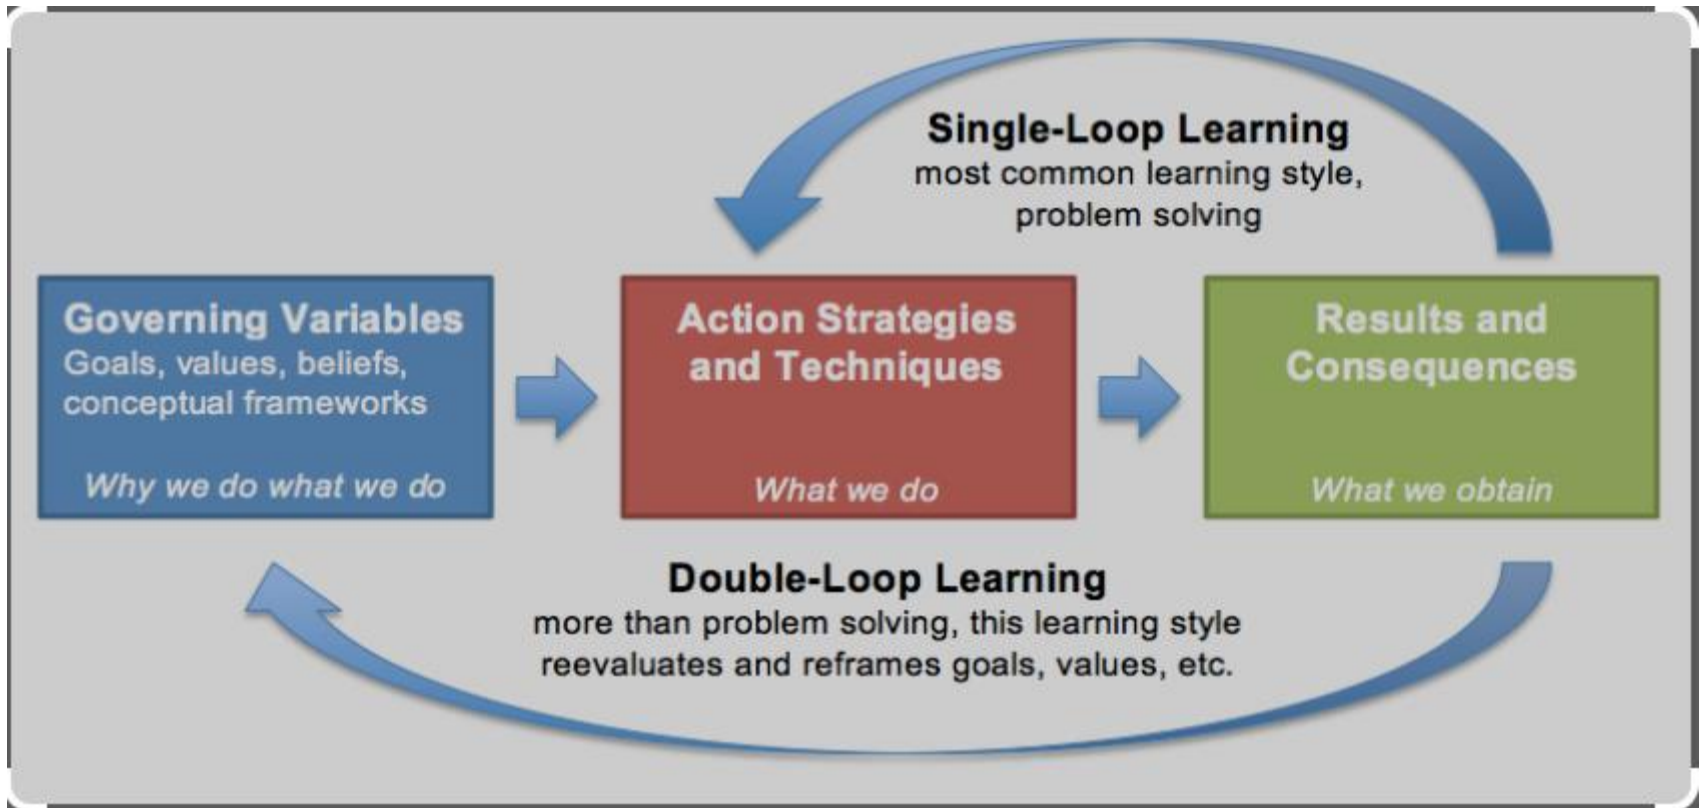 Single-Loop Learning
most common learning style,
problem solving
Governing Variables
Goals, values, beliefs,
conceptual frameworks
Why we do what we do
Action Strategies
and Techniques
What we do
Results and
Consequences
What we obtain
Double-Loop Learning
more than problem solving, this learning style
reevaluates and reframes goals, values, etc.